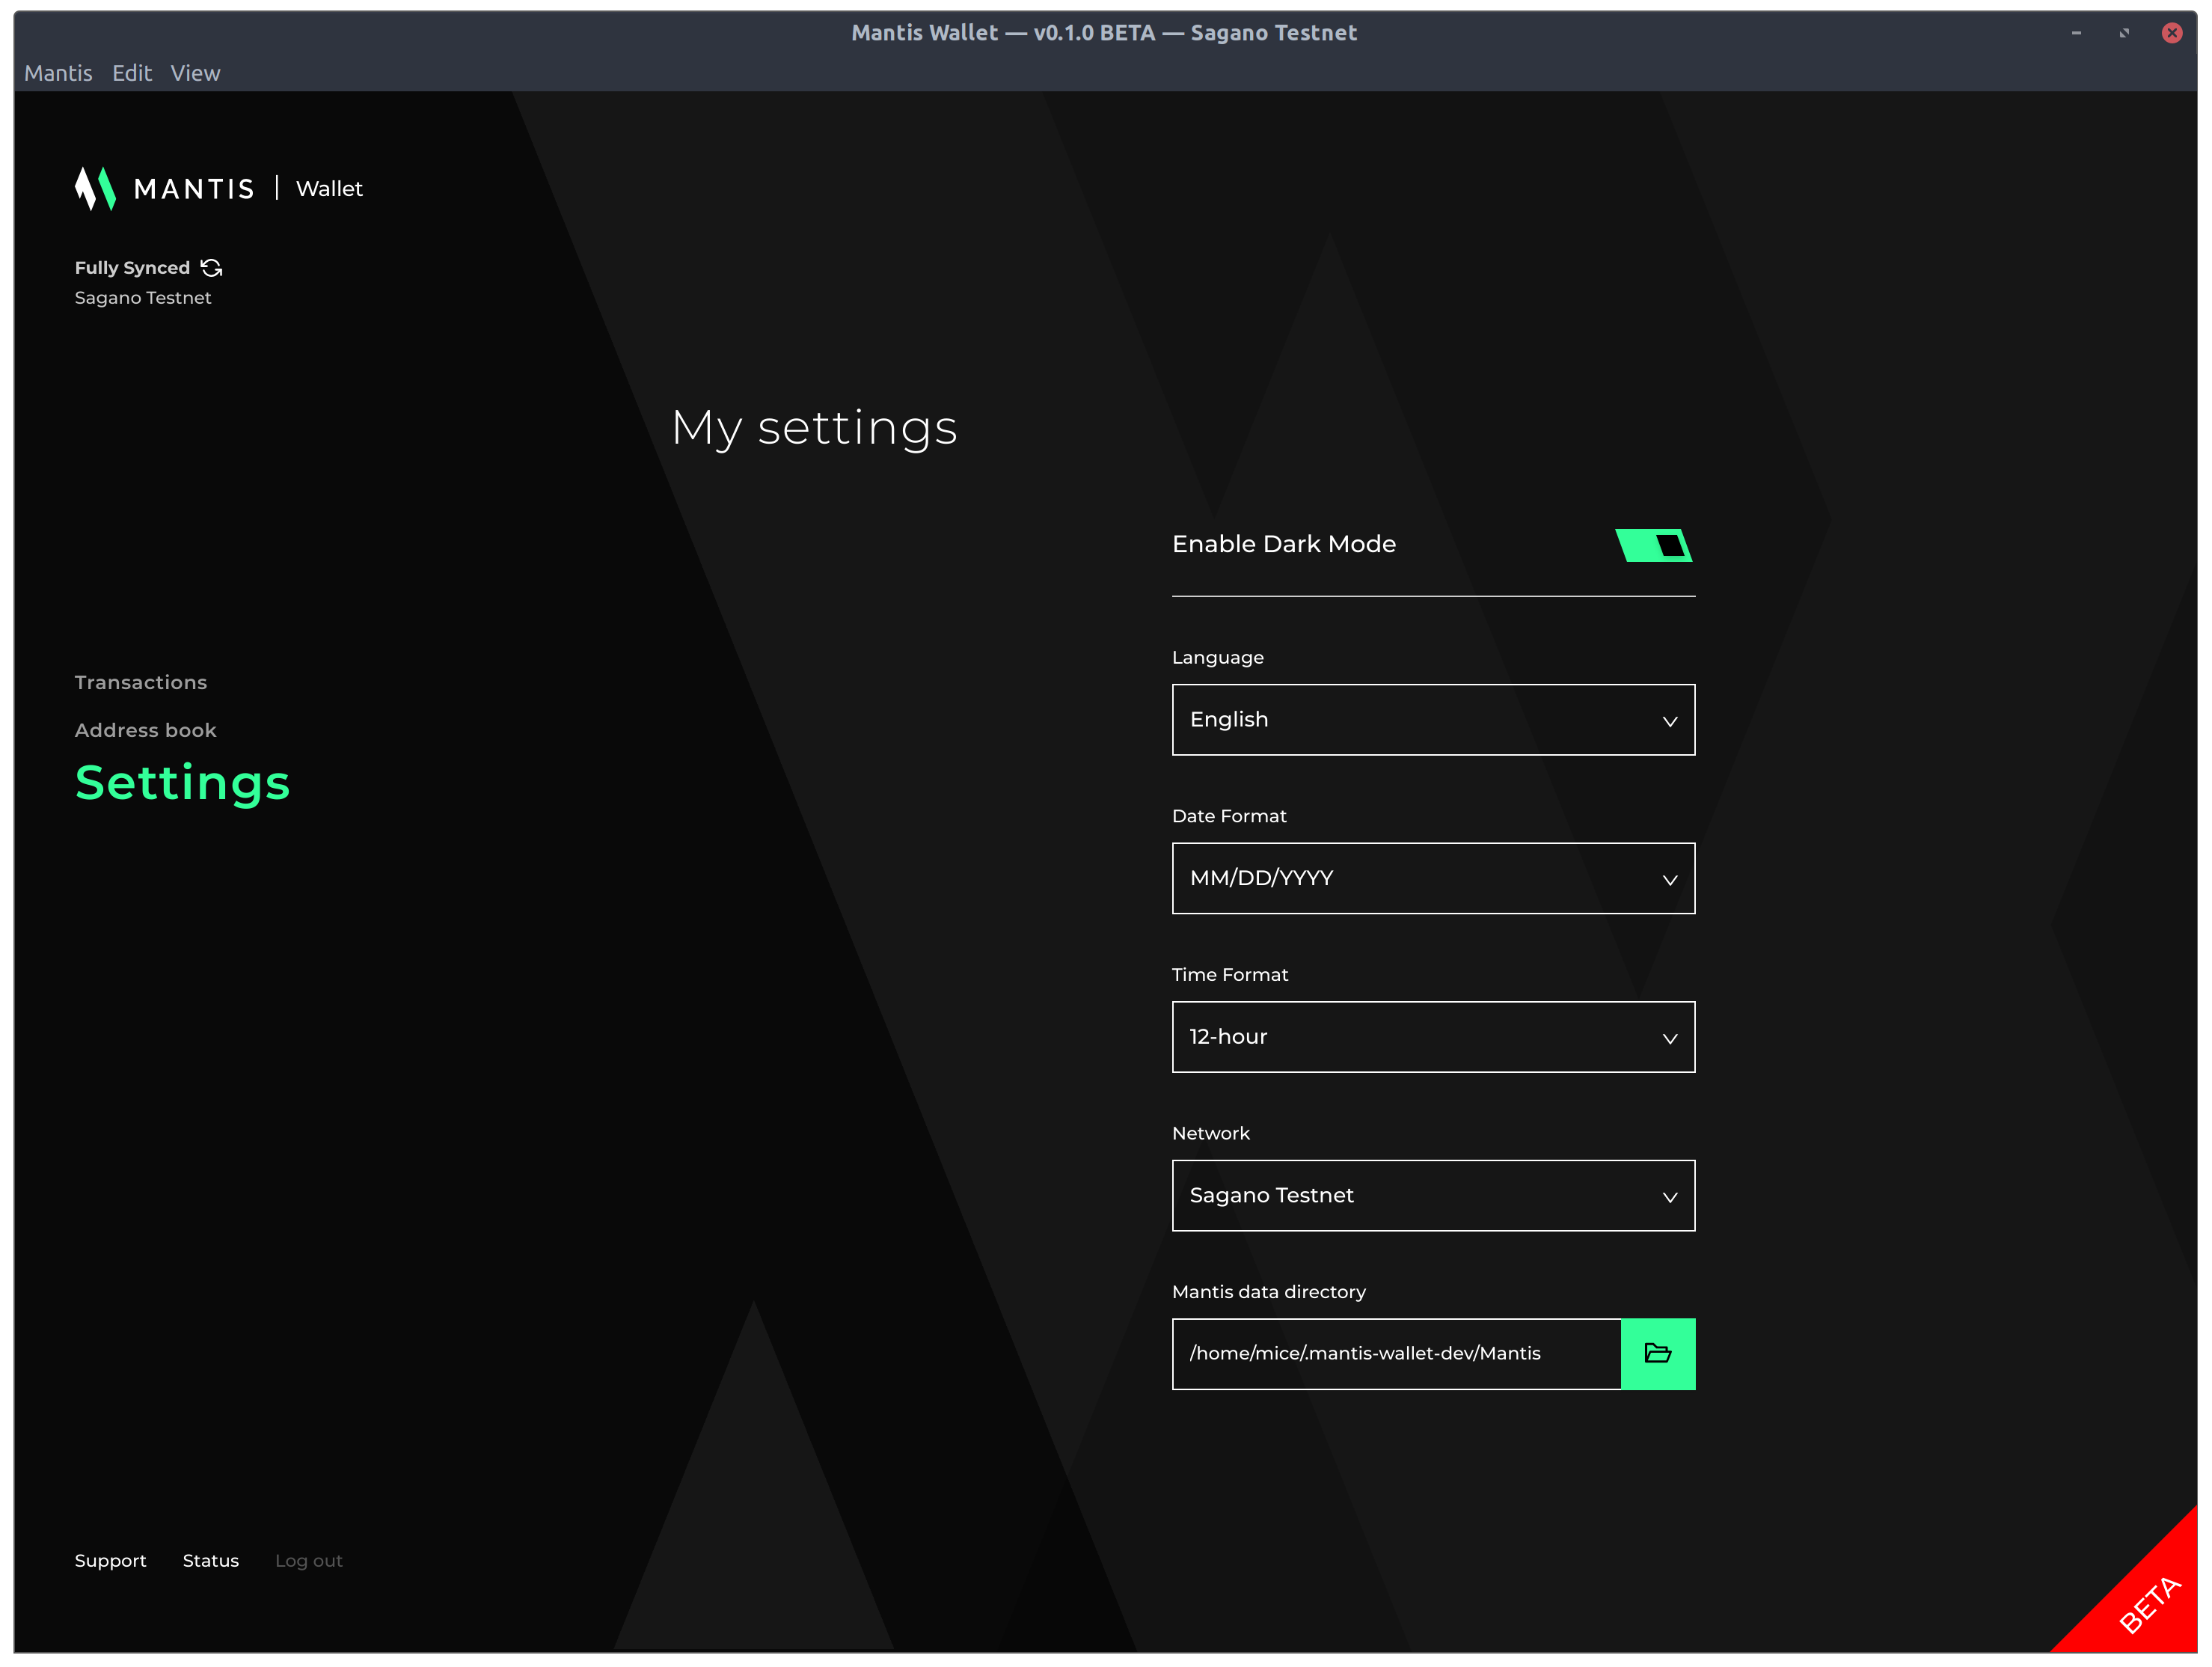 Mantis Wallet — v0.1.0 BETA — Sagano Testnet
Mantis Edit View
MANTIS | Wallet
Fully Synced
Sagano Testnet
Transactions
Address book
Settings
Support Status Log out
My settings
Enable Dark Mode
Language
English
Date Format
MM/DD/YYYY
Time Format
12-hour
Network
Sagano Testnet
Mantis data directory
/home/mice/.mantis-wallet-dev/Mantis
BETA